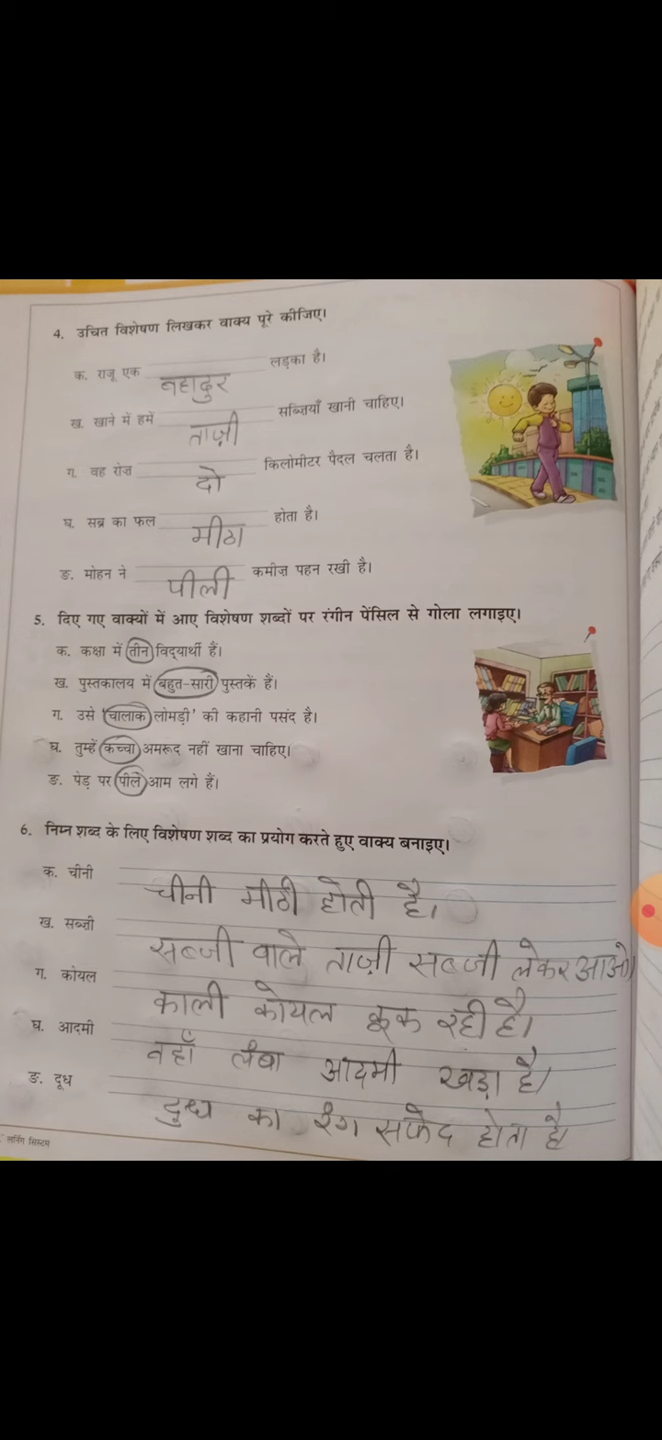 4. उचित विशेषण लिखकर वाक्य पूरे कीजिए।
क. राजू एक बहादुर लड़का है।
ख. खाने में हमें ताज़ी सब्ज़ियाँ खानी चाहिए।
ग. वह रोज़ दो किलोमीटर पैदल चलता है।
घ. सब्र का फल मीठा होता है।
ङ. मोहन ने पीली कमीज़ पहन रखी है।
5. दिए गए वाक्यों में आए विशेषण शब्दों पर रंगीन पेंसिल से गोला लगाइए।
क. कक्षा में तीन विद्यार्थी हैं।
ख. पुस्तकालय में बहुत-सारी पुस्तकें हैं।
ग. उसे 'चालाक लोमड़ी' की कहानी पसंद है।
घ. तुम्हें कच्चा अमरूद नहीं खाना चाहिए।
ङ. पेड़ पर पीले आम लगे हैं।
6. निम्न शब्द के लिए विशेषण शब्द का प्रयोग करते हुए वाक्य बनाइए।
क. चीनी
चीनी मीठी होती है।
ख. सब्ज़ी
सब्जी वाले ताज़ी सब्जी लेकर आओ।
ग. कोयल
काली कोयल कूक रही है।
घ. आदमी
वहाँ लंबा आदमी खड़ा है।
ङ. दूध
दुध का रंग सफेद होता है।
लर्निंग सिस्टम